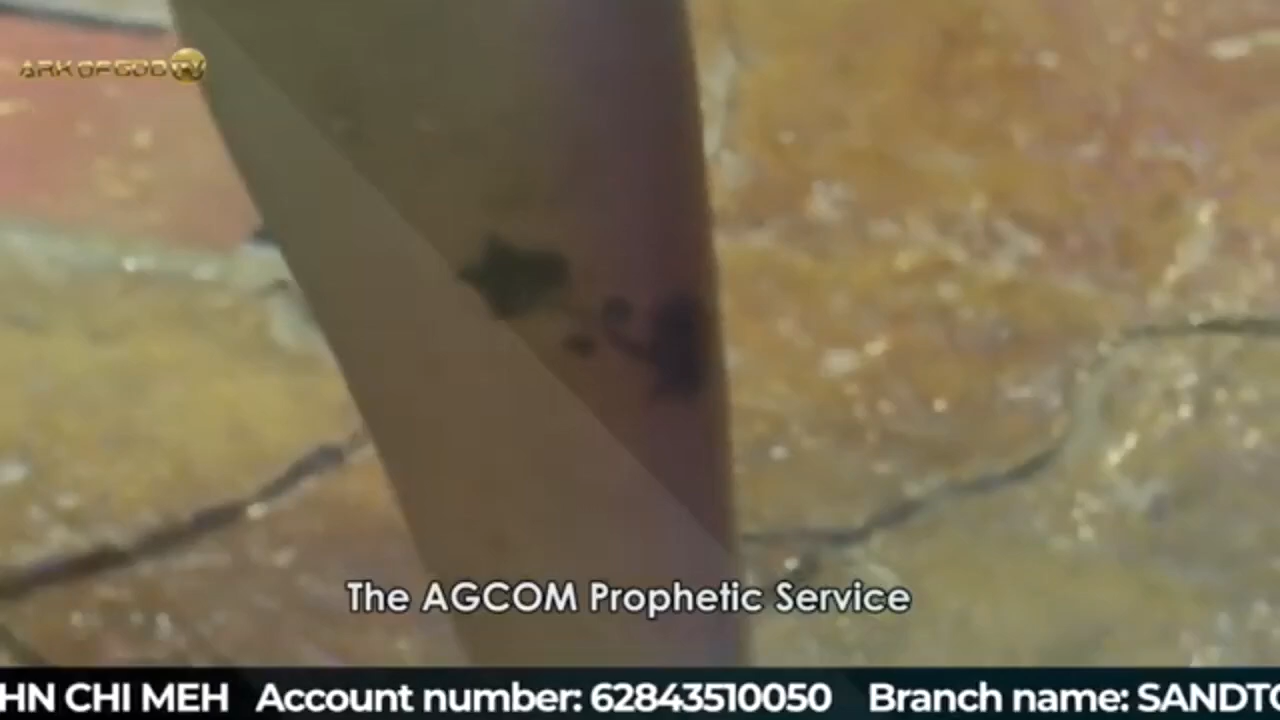 ARK OF GOD TV
The AGCOM Prophetic Service
HN CHI MEH Account number: 62843510050 Branch name: SANDTO